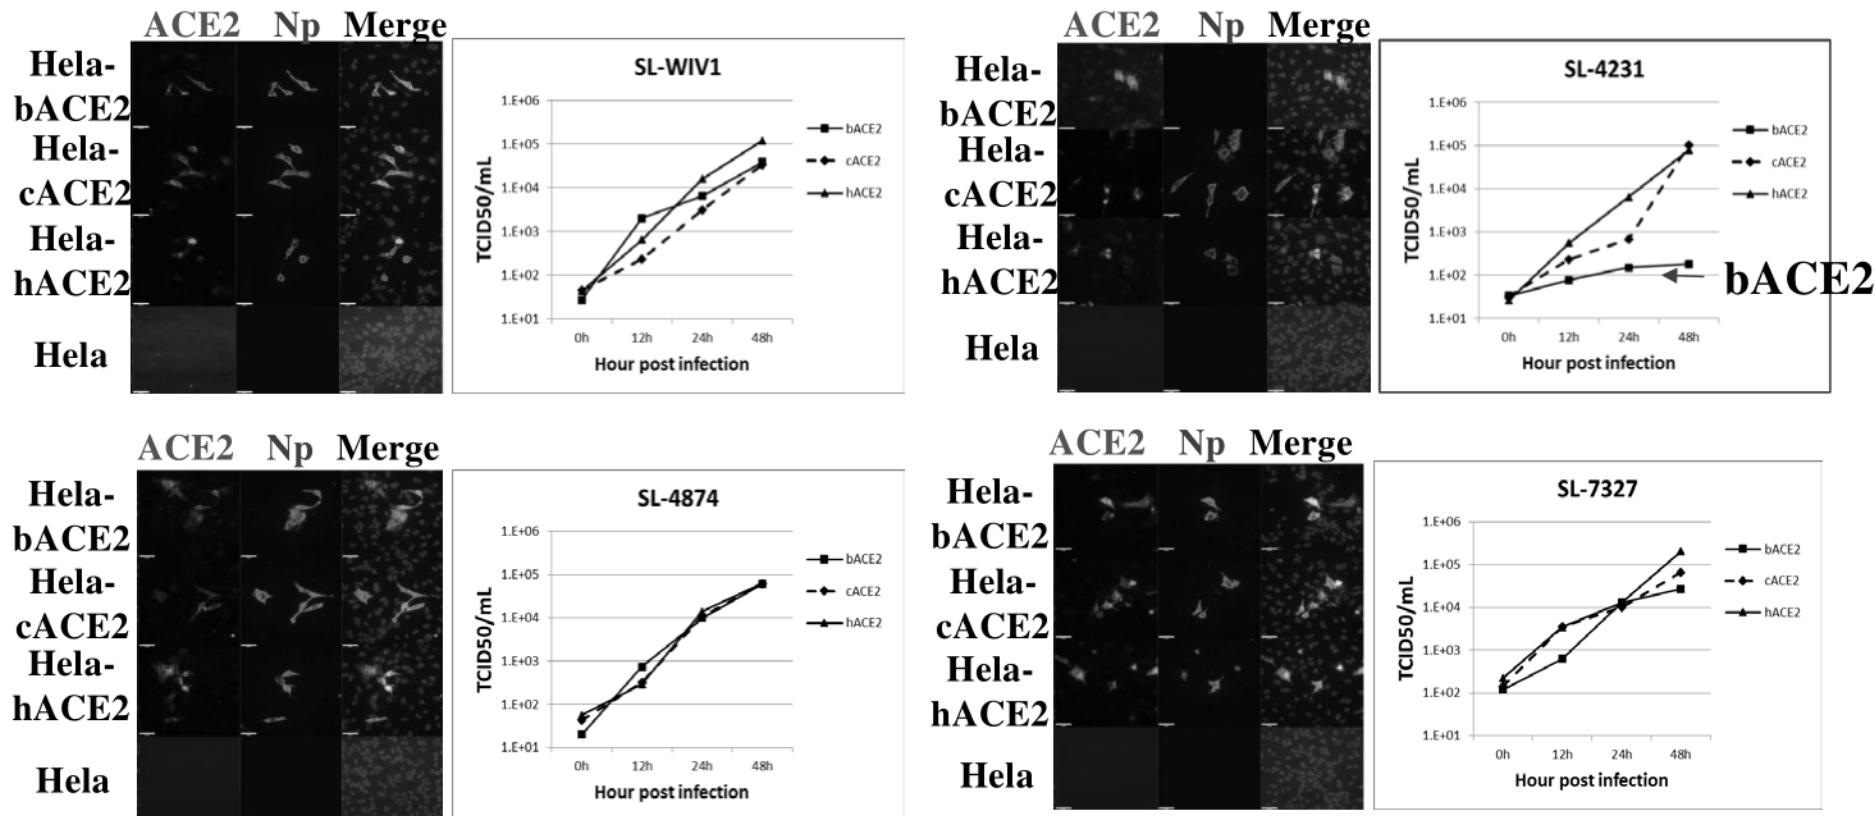 ACE2 Np Merge
Hela-
bACE2
Hela-
cACE2
Hela-
hACE2
Hela
SL-WIV1
TCID50/mL
1.E+06
1.E+05
1.E+04
1.E+03
1.E+02
1.E+01
0h 12h 24h 48h
Hour post infection
bACE2
cACE2
hACE2
ACE2 Np Merge
Hela-
bACE2
Hela-
cACE2
Hela-
hACE2
Hela
SL-4231
TCID50/mL
1.E+06
1.E+05
1.E+04
1.E+03
1.E+02
1.E+01
0h 12h 24h 48h
Hour post infection
bACE2
cACE2
hACE2
bACE2
ACE2 Np Merge
Hela-
bACE2
Hela-
cACE2
Hela-
hACE2
Hela
SL-4874
TCID50/mL
1.E+06
1.E+05
1.E+04
1.E+03
1.E+02
1.E+01
0h 12h 24h 48h
Hour post infection
bACE2
cACE2
hACE2
ACE2 Np Merge
Hela-
bACE2
Hela-
cACE2
Hela-
hACE2
Hela
SL-7327
TCID50/mL
1.E+06
1.E+05
1.E+04
1.E+03
1.E+02
1.E+01
0h 12h 24h 48h
Hour post infection
bACE2
cACE2
hACE2